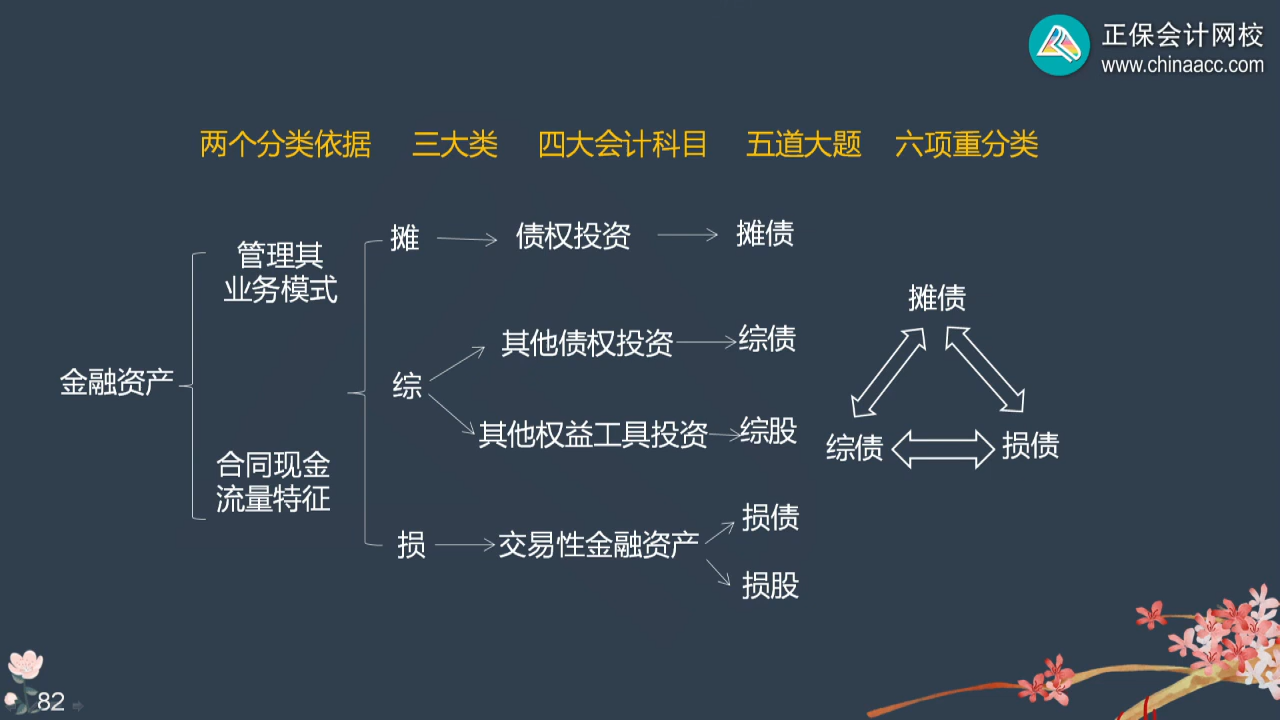 正保会计网校
www.chinaacc.com
两个分类依据 三大类 四大会计科目 五道大题 六项重分类
金融资产
管理其
业务模式
合同现金
流量特征
摊
债权投资
摊债
综
其他债权投资
综债
其他权益工具投资
综股
损
交易性金融资产
损债
损股
摊债
综债
损债
82